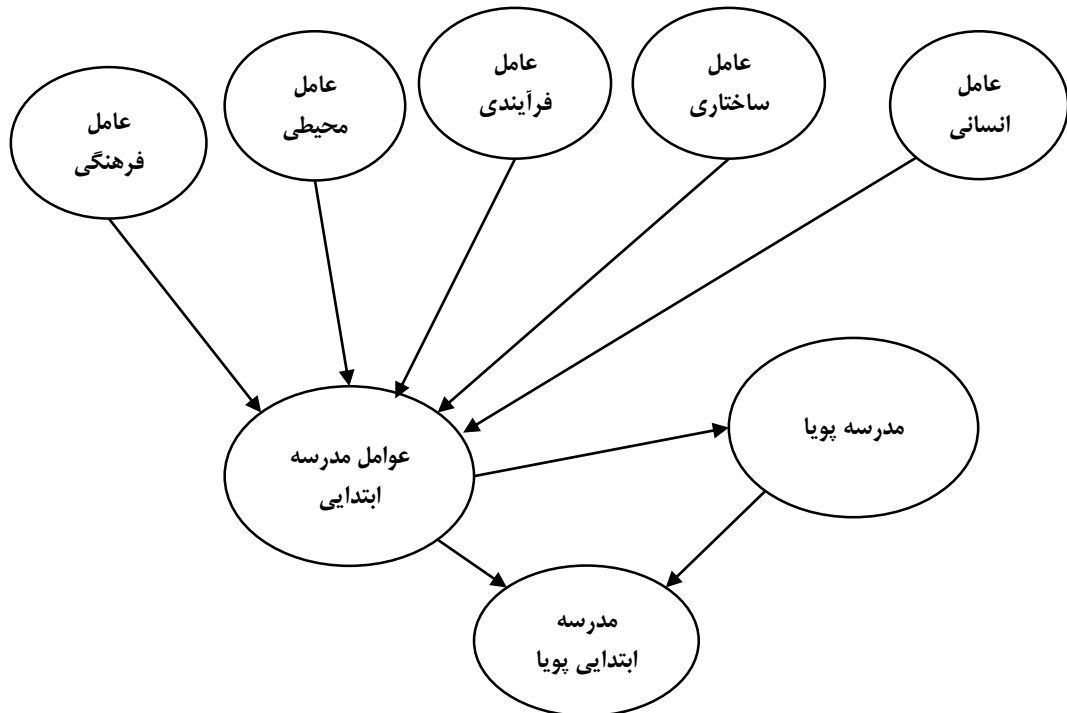 عامل
انسانی
عامل
ساختاری
عامل
فرآیندی
عامل
محیطی
عامل
فرهنگی
مدرسه پویا
عوامل مدرسه
ابتدایی
مدرسه
ابتدایی پویا